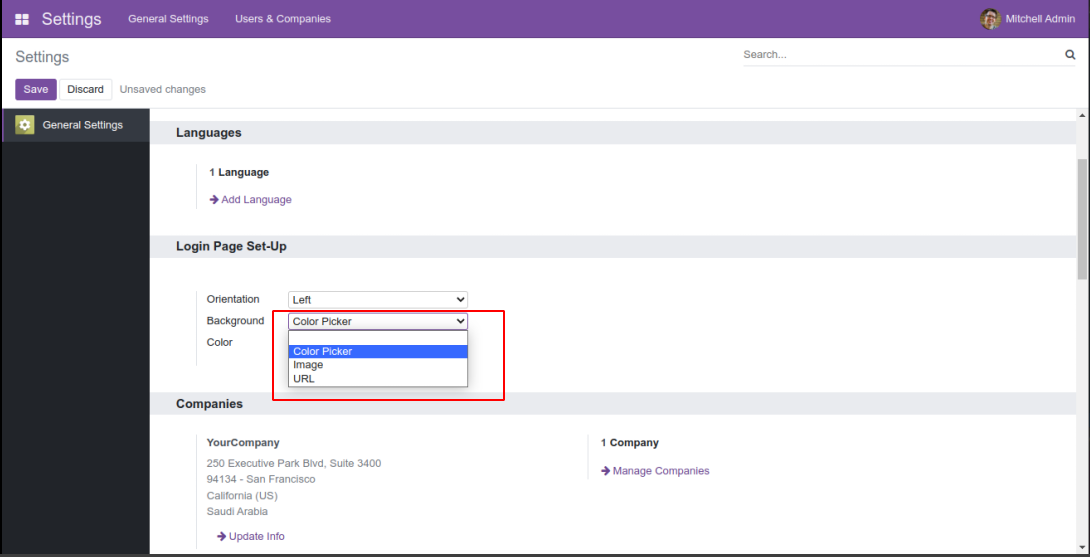 Settings General Settings Users & Companies Mitchell Admin
Settings Search...
Save Discard Unsaved changes
General Settings
Languages
1 Language
Add Language
Login Page Set-Up
Orientation Left
Background Color Picker
Color
Color Picker
Image
URL
Companies
YourCompany 1 Company
250 Executive Park Blvd, Suite 3400
94134 - San Francisco Manage Companies
California (US)
Saudi Arabia
Update Info